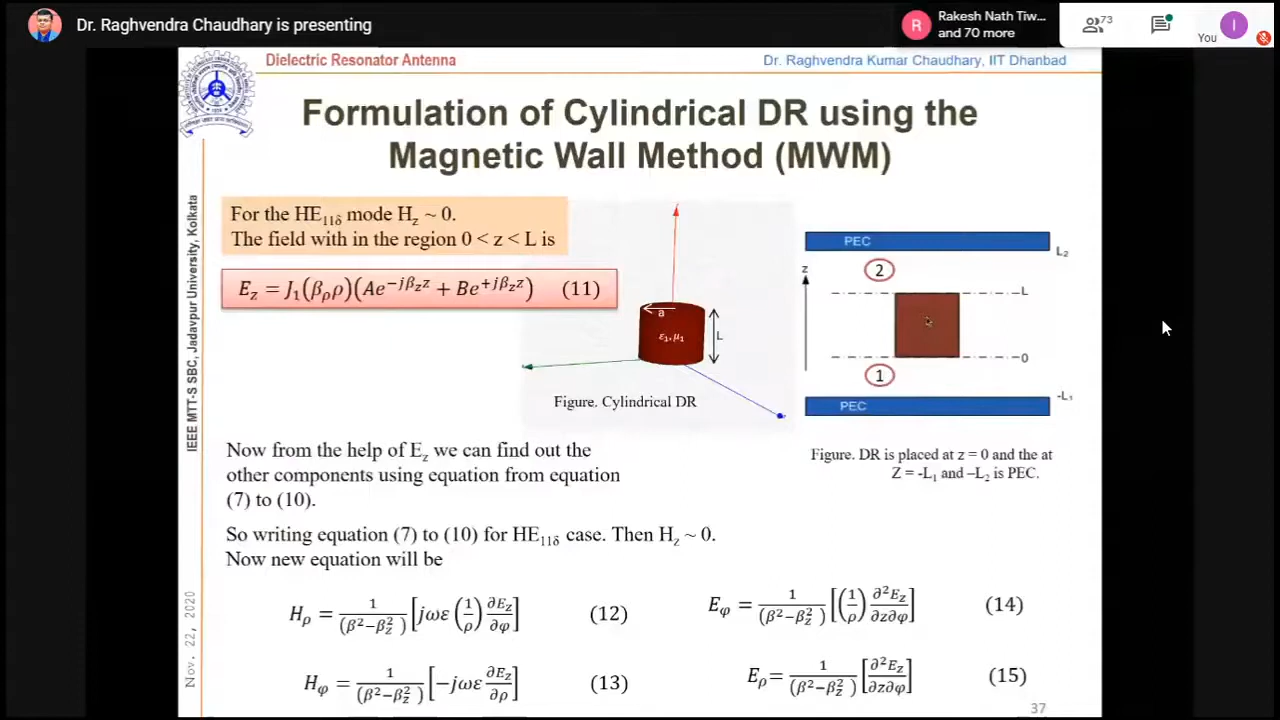 Dr. Raghvendra Chaudhary is presenting
R
Rakesh Nath Tiw...
and 70 more
73
You
I
Dielectric Resonator Antenna
Dr. Raghvendra Kumar Chaudhary, IIT Dhanbad
Formulation of Cylindrical DR using the
Magnetic Wall Method (MWM)
IEEE MTT-S SBC, Jadavpur University, Kolkata
Nov. 22, 2020
For the HE₁₁δ mode H_z ~ 0.
The field with in the region 0 < z < L is
E_z = J₁(β_ρρ)(Ae^{-jβ_z z} + Be^{+jβ_z z}) (11)
a
ε₁, μ₁
L
Figure. Cylindrical DR
PEC
L₂
2
z
L
0
1
-L₁
PEC
Figure. DR is placed at z = 0 and the at
Z = -L₁ and –L₂ is PEC.
Now from the help of E_z we can find out the
other components using equation from equation
(7) to (10).
So writing equation (7) to (10) for HE₁₁δ case. Then H_z ~ 0.
Now new equation will be
H_ρ = 1/(β²−β_z²) [jωε (1/ρ) ∂E_z/∂φ] (12)
E_φ = 1/(β²−β_z²) [(1/ρ) ∂²E_z/∂z∂φ] (14)
H_φ = 1/(β²−β_z²) [−jωε ∂E_z/∂ρ] (13)
E_ρ= 1/(β²−β_z²) [∂²E_z/∂z∂φ] (15)
37